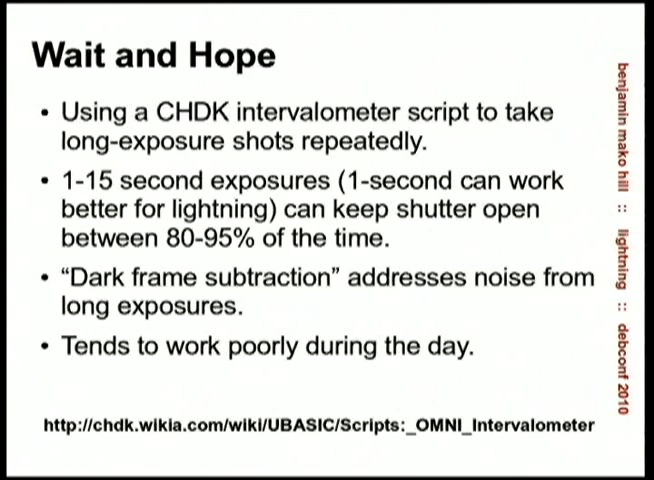 Wait and Hope
• Using a CHDK intervalometer script to take
long-exposure shots repeatedly.
• 1-15 second exposures (1-second can work
better for lightning) can keep shutter open
between 80-95% of the time.
• “Dark frame subtraction” addresses noise from
long exposures.
• Tends to work poorly during the day.
http://chdk.wikia.com/wiki/UBASIC/Scripts:_OMNI_Intervalometer
benjamin mako hill :: lightning :: debconf 2010